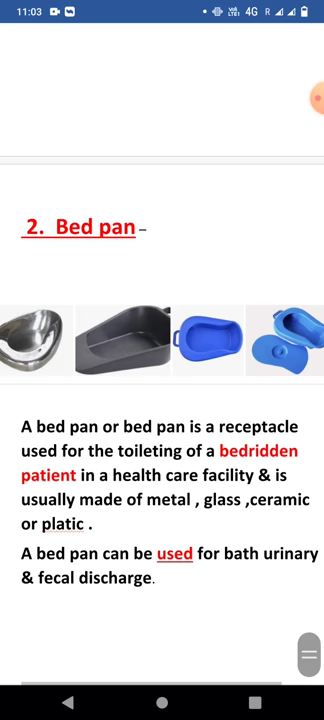 11:03
Vo)
LTE1 4G R
2. Bed pan –
A bed pan or bed pan is a receptacle
used for the toileting of a bedridden
patient in a health care facility & is
usually made of metal , glass ,ceramic
or platic .
A bed pan can be used for bath urinary
& fecal discharge.